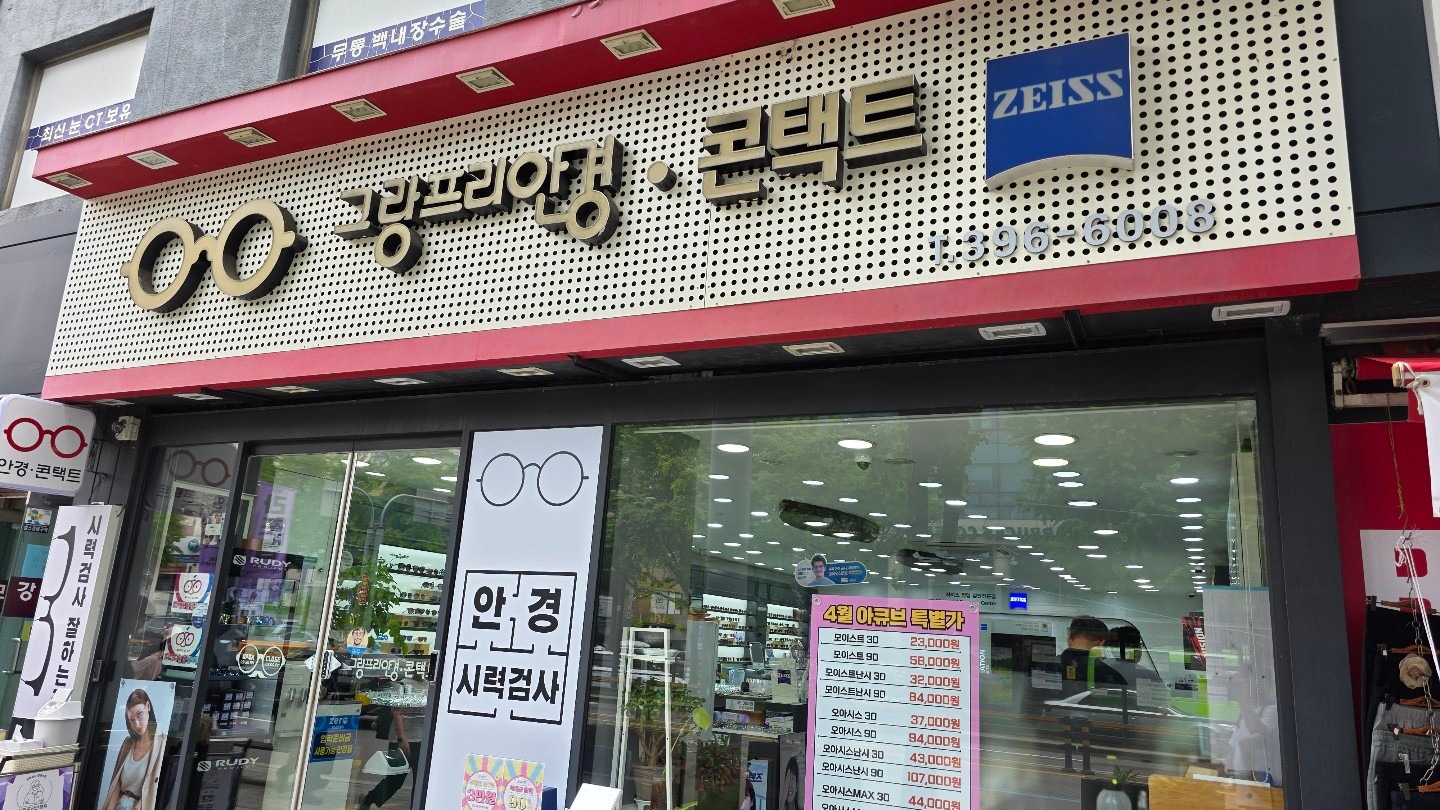 무통 백내장수술
최신 눈 CT 보유
그랑프리안경·콘택트
ZEISS
T.396-6008
안경·콘택트
시력검사 잘하는
RUDY
RUDY
그랑프리안경·콘택
zero
안경
시력검사
3만원
90
ZEISS
4월 아큐브 특별가
모이스트 30 23,000원
모이스트 90 58,000원
모이스트난시 30 32,000원
모이스트난시 90 84,000원
오아시스 30 37,000원
오아시스 90 94,000원
오아시스난시 30 43,000원
오아시스난시 90 107,000원
오아시스MAX 30 44,000원